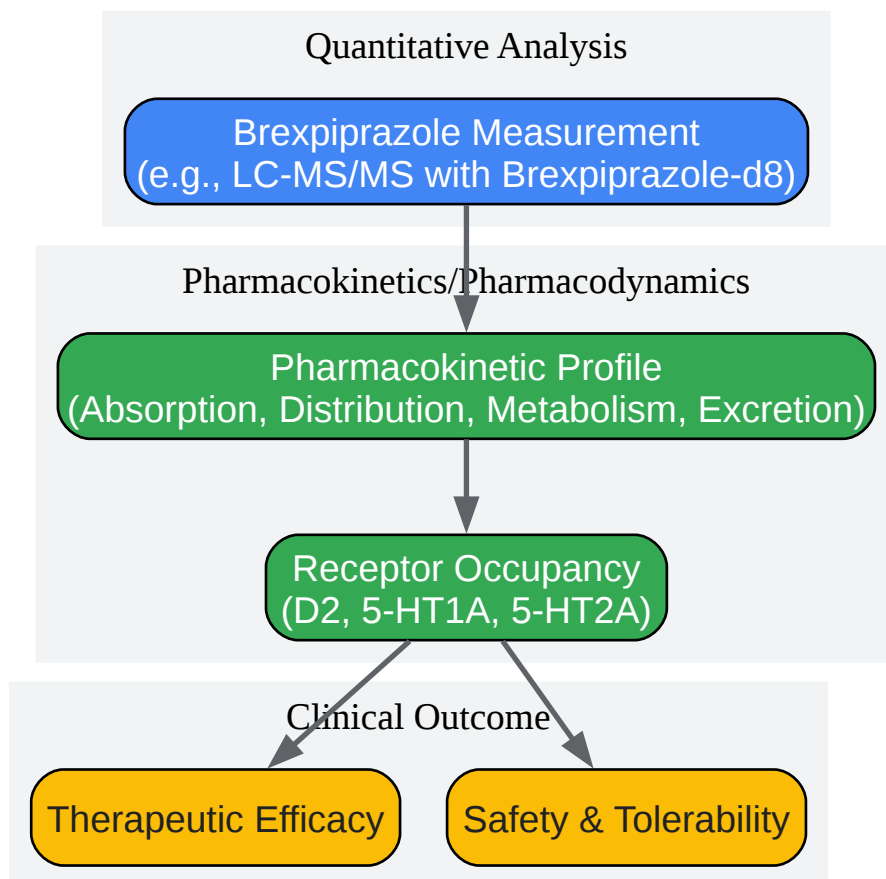 Quantitative Analysis
Brexpiprazole Measurement
(e.g., LC-MS/MS with Brexpiprazole-d8)
Pharmacokinetics/Pharmacodynamics
Pharmacokinetic Profile
(Absorption, Distribution, Metabolism, Excretion)
Receptor Occupancy
(D2, 5-HT1A, 5-HT2A)
Clinical Outcome
Therapeutic Efficacy
Safety & Tolerability